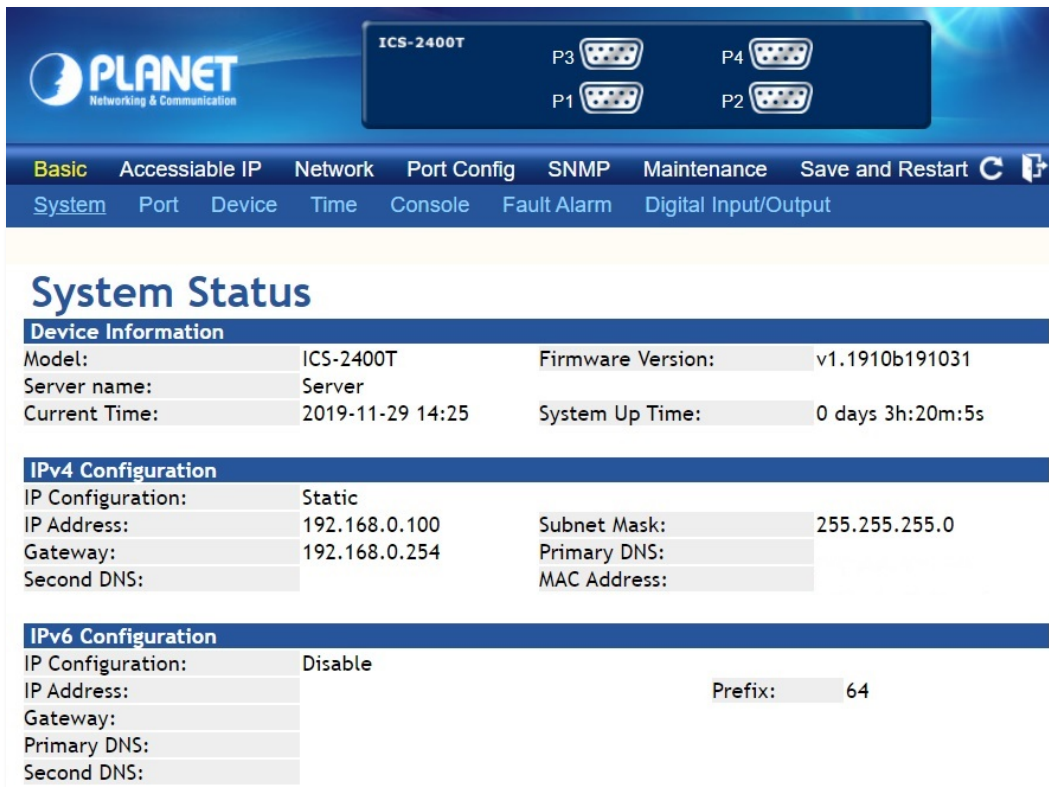 PLANET
Networking & Communication
ICS-2400T
P3 P4
P1 P2
Basic Accessiable IP Network Port Config SNMP Maintenance Save and Restart
System Port Device Time Console Fault Alarm Digital Input/Output
System Status
Device Information
Model: ICS-2400T Firmware Version: v1.1910b191031
Server name: Server
Current Time: 2019-11-29 14:25 System Up Time: 0 days 3h:20m:5s
IPv4 Configuration
IP Configuration: Static
IP Address: 192.168.0.100 Subnet Mask: 255.255.255.0
Gateway: 192.168.0.254 Primary DNS:
Second DNS: MAC Address:
IPv6 Configuration
IP Configuration: Disable
IP Address: Prefix: 64
Gateway:
Primary DNS:
Second DNS: